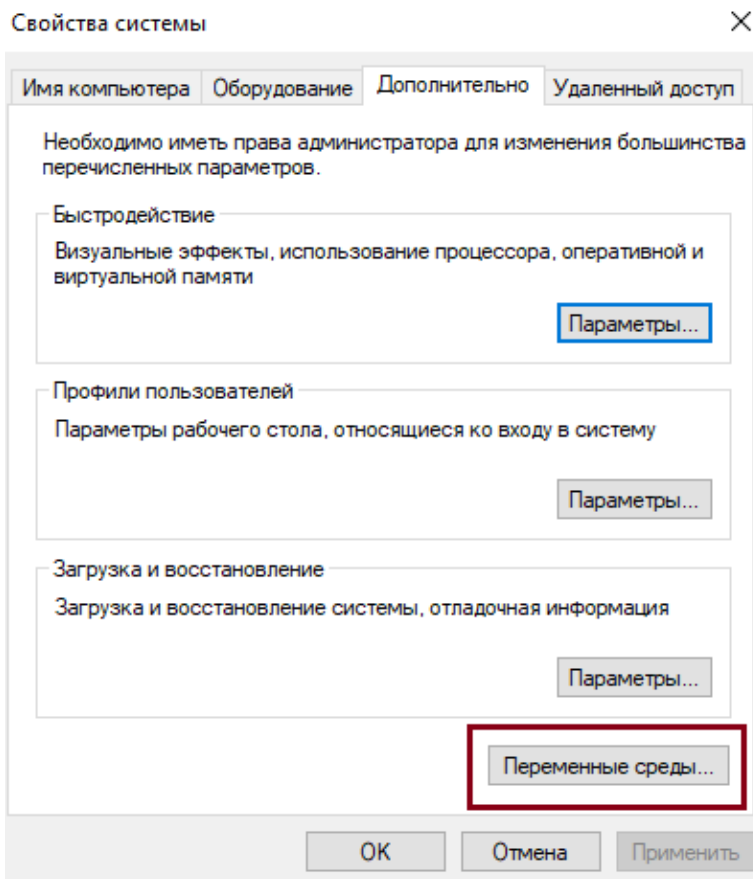 Свойства системы
Имя компьютера
Оборудование
Дополнительно
Удаленный доступ
Необходимо иметь права администратора для изменения большинства
перечисленных параметров.
Быстродействие
Визуальные эффекты, использование процессора, оперативной и
виртуальной памяти
Параметры...
Профили пользователей
Параметры рабочего стола, относящиеся ко входу в систему
Параметры...
Загрузка и восстановление
Загрузка и восстановление системы, отладочная информация
Параметры...
Переменные среды...
ОК
Отмена
Применить